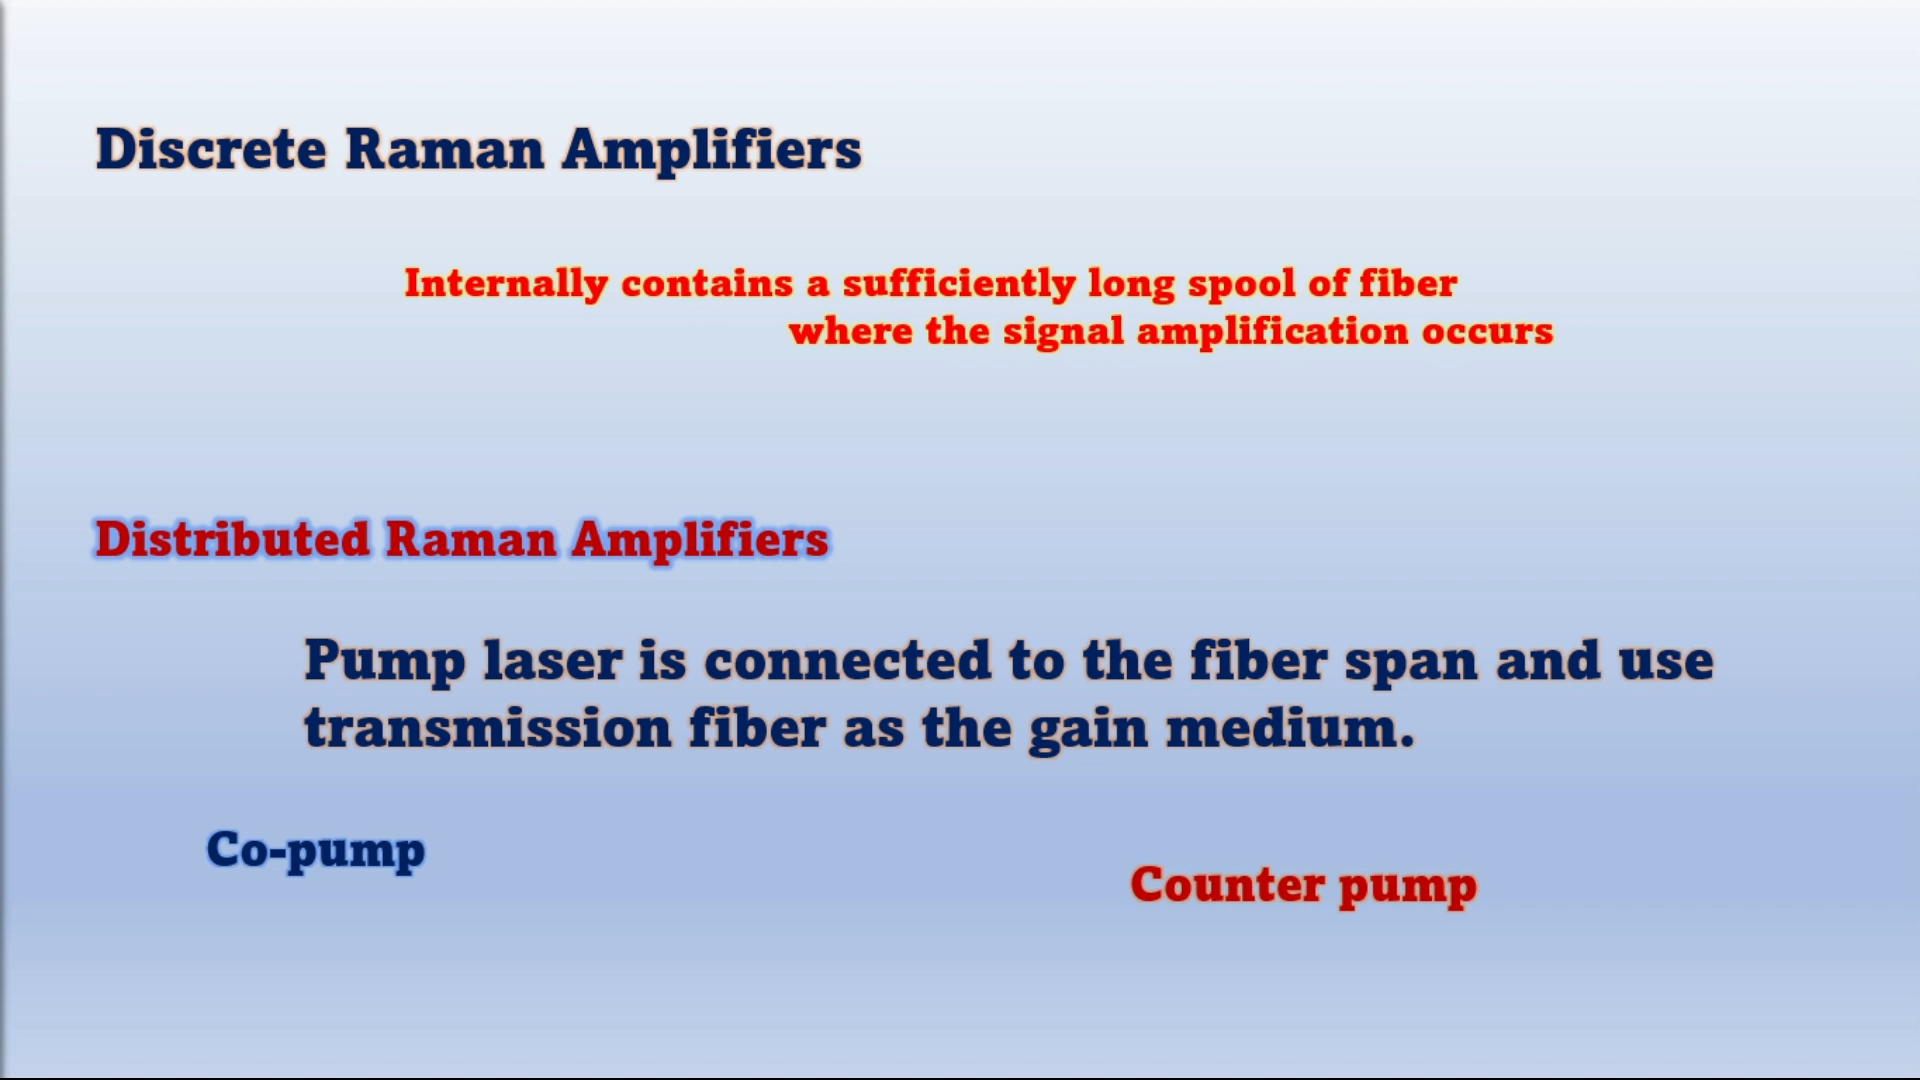 Discrete Raman Amplifiers
Internally contains a sufficiently long spool of fiber
where the signal amplification occurs
Distributed Raman Amplifiers
Pump laser is connected to the fiber span and use
transmission fiber as the gain medium.
Co-pump
Counter pump